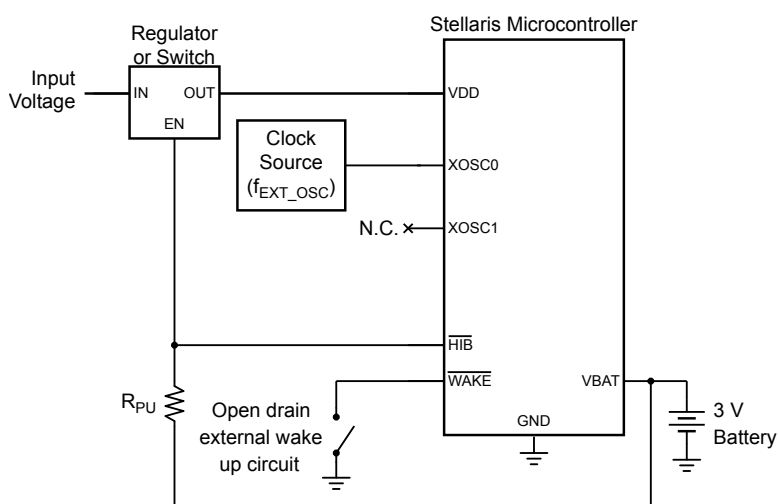 Stellaris Microcontroller
Regulator
or Switch
Input
Voltage
IN
OUT
EN
VDD
Clock
Source
(fEXT_OSC)
XOSC0
N.C.
XOSC1
HIB
WAKE
VBAT
RPU
Open drain
external wake
up circuit
GND
3 V
Battery